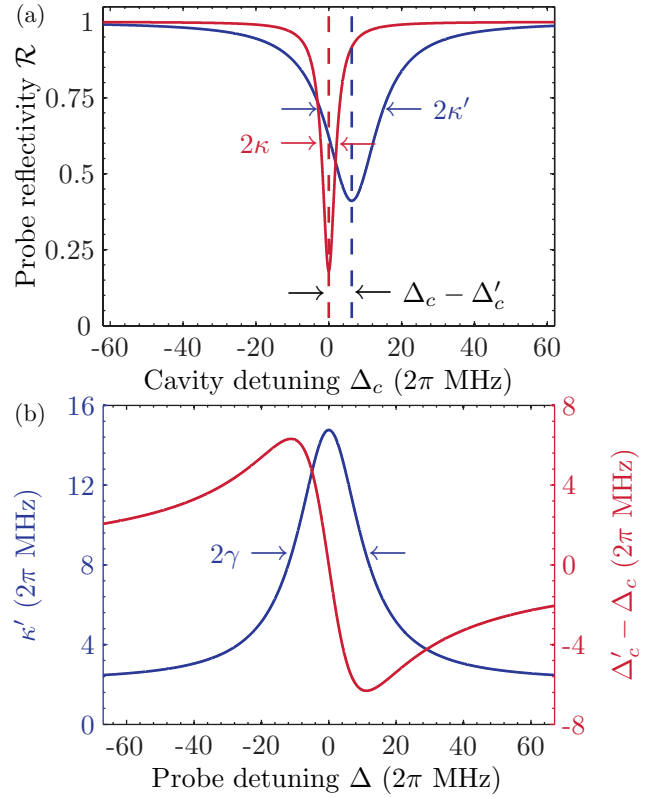 (a)
Probe reflectivity R
1
0.75
0.5
0.25
0
2κ′
2κ
Δc − Δ′c
-60 -40 -20 0 20 40 60
Cavity detuning Δc (2π MHz)
(b)
κ′ (2π MHz)
16
12
8
4
0
2γ
8
4
0
-4
-8
Δ′c − Δc (2π MHz)
-60 -40 -20 0 20 40 60
Probe detuning Δ (2π MHz)